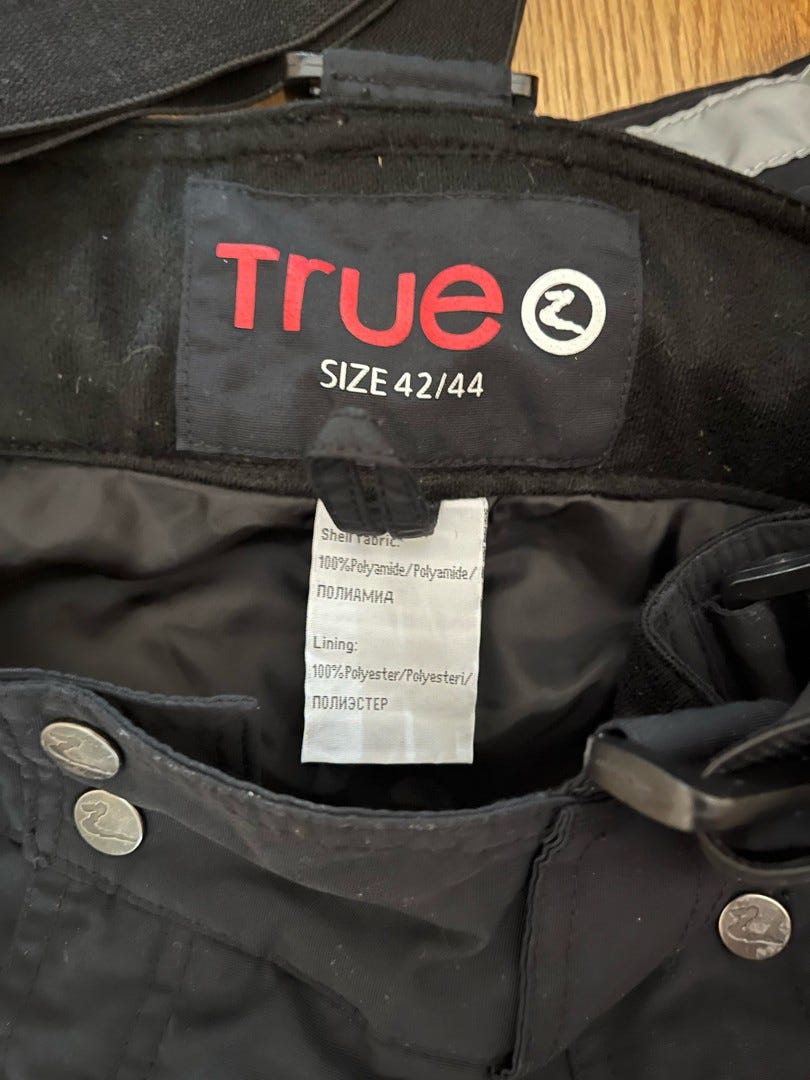 True
SIZE 42/44
Shell Fabric:
100%Polyamide/Polyamide/
ПОЛИАМИД
Lining:
100%Polyester/Polyesteri/
ПОЛИЭСТЕР